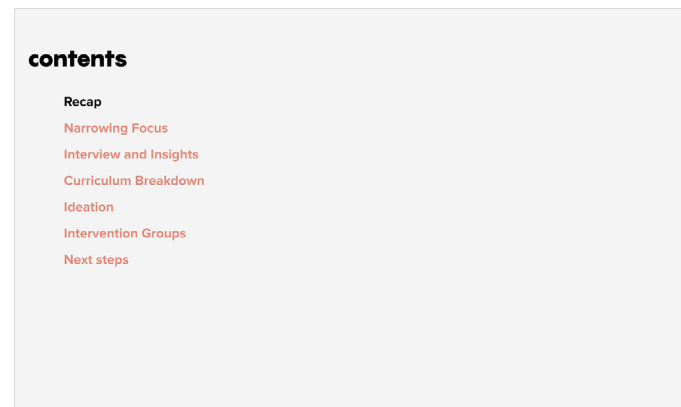 contents
Recap
Narrowing Focus
Interview and Insights
Curriculum Breakdown
Ideation
Intervention Groups
Next steps